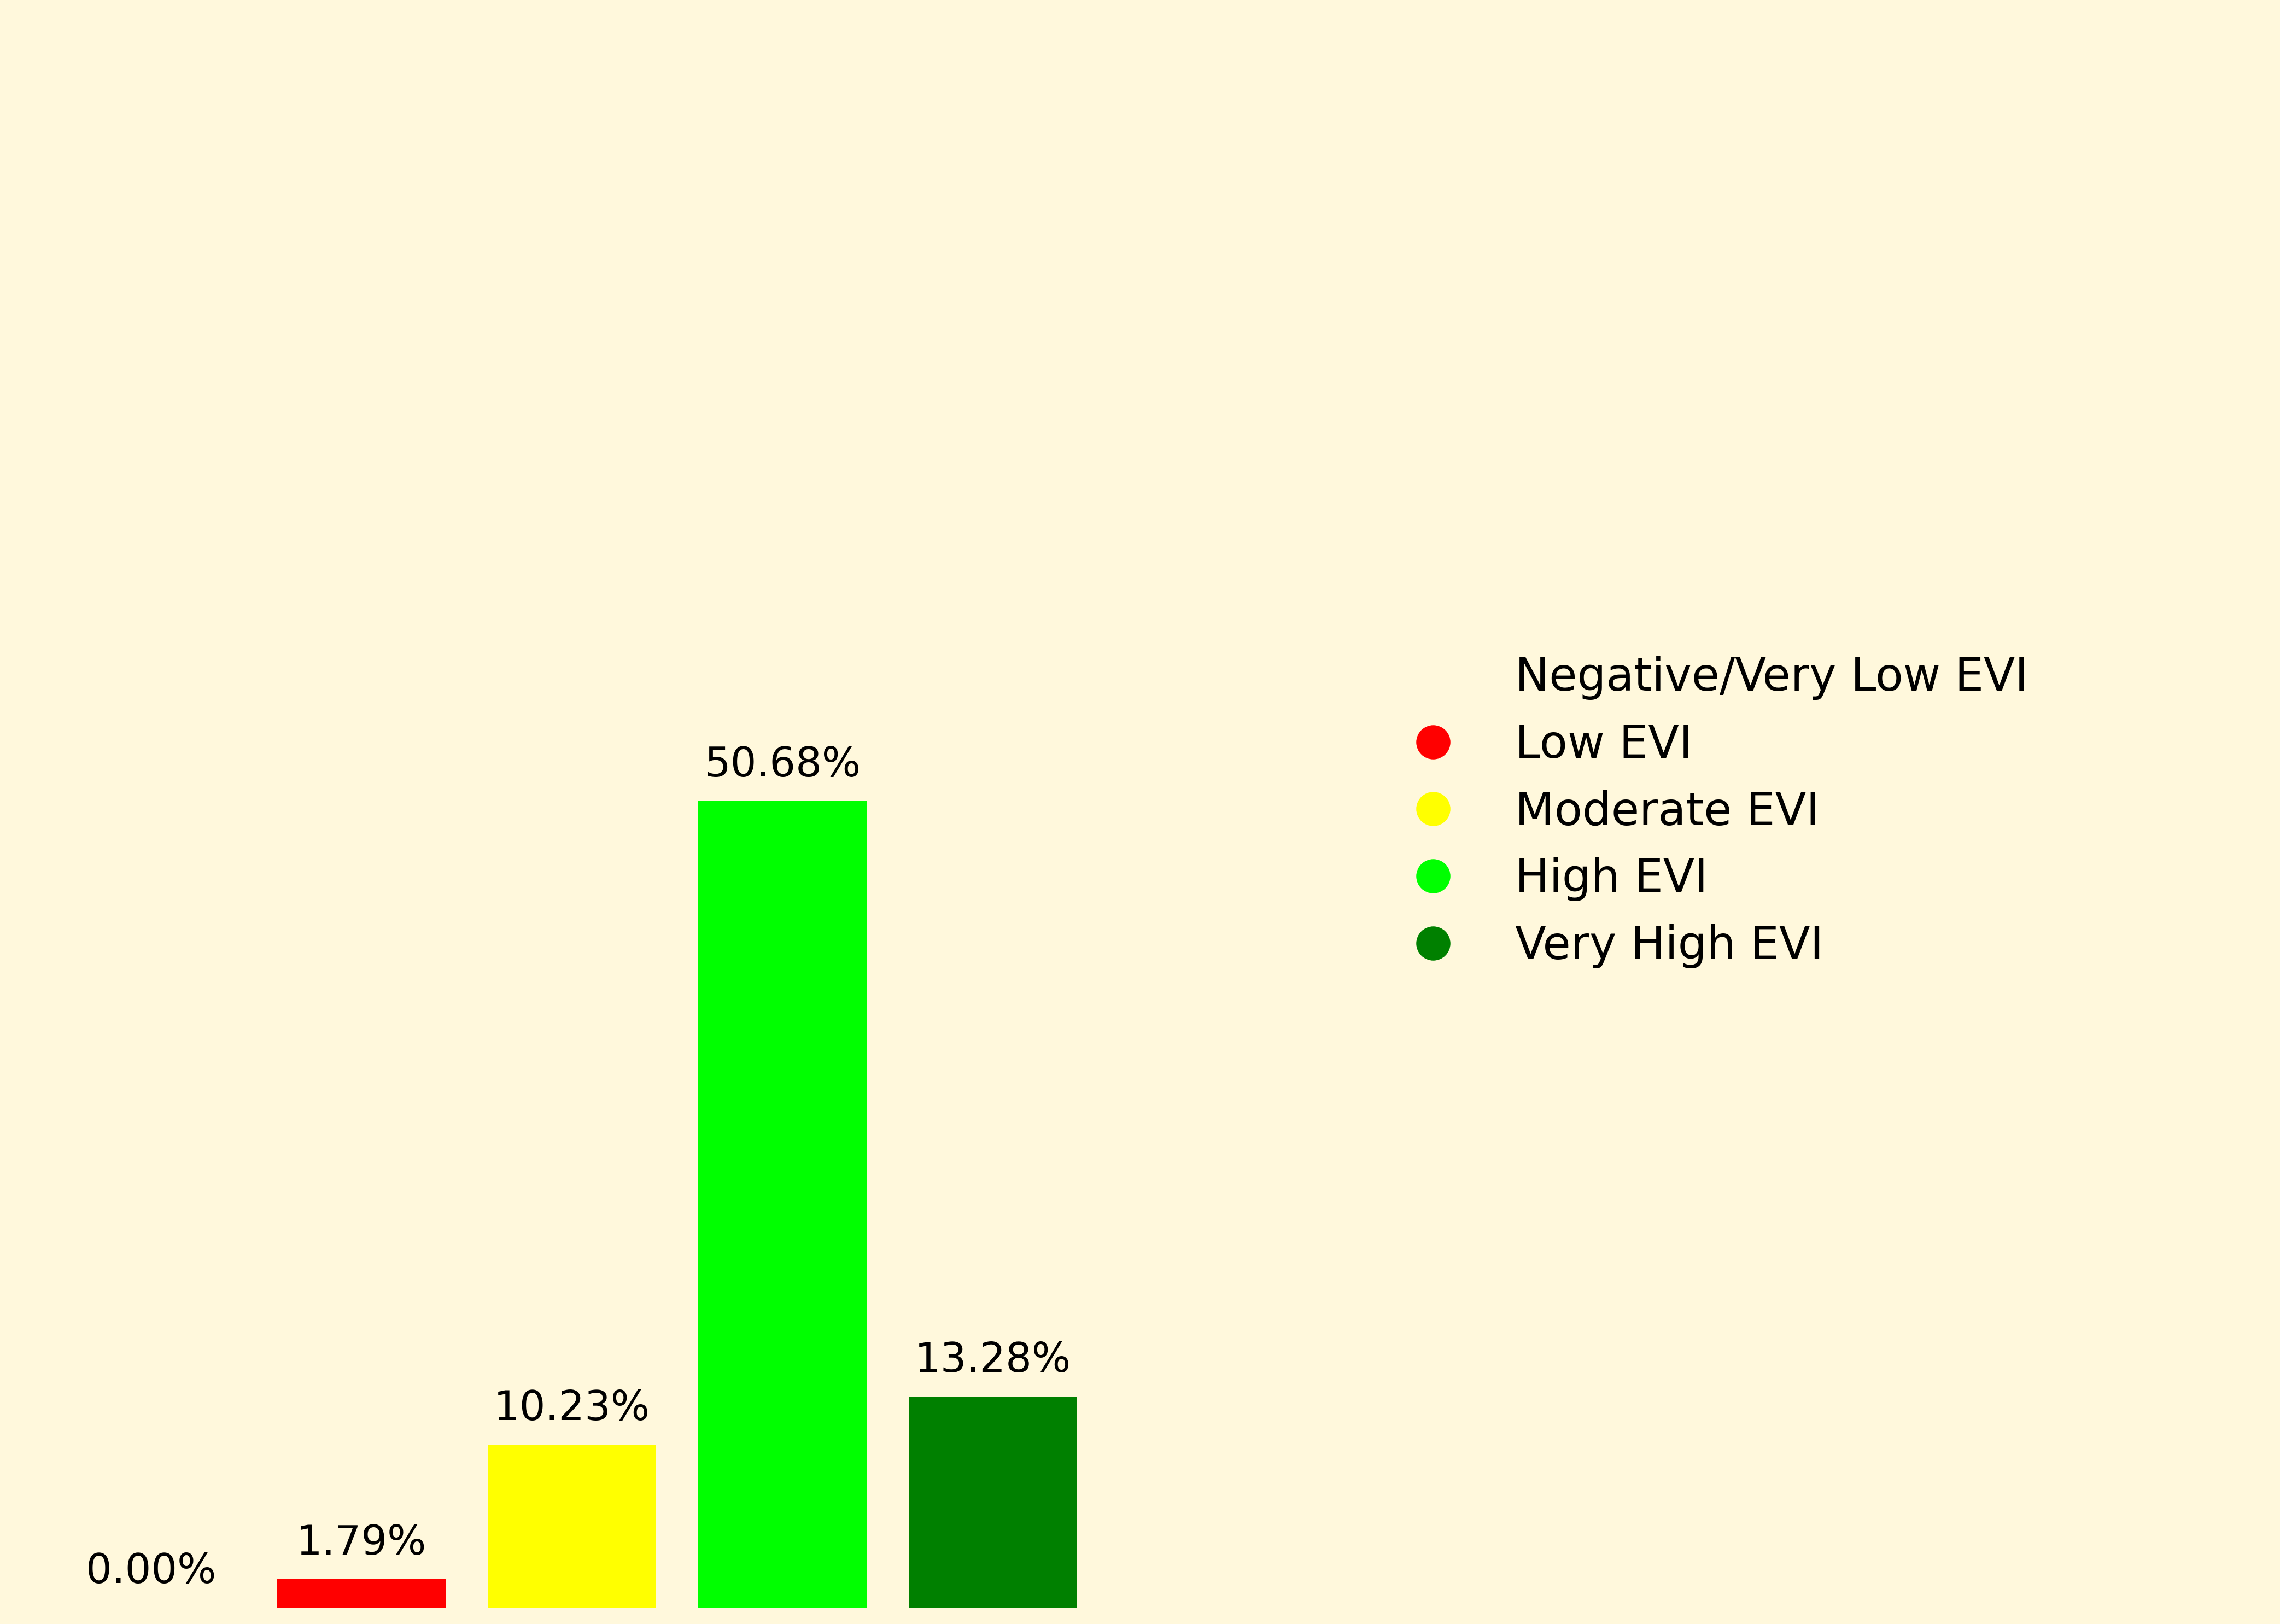 Negative/Very Low EVI
Low EVI
50.68%
Moderate EVI
High EVI
Very High EVI
13.28%
10.23%
1.79%
0.00%